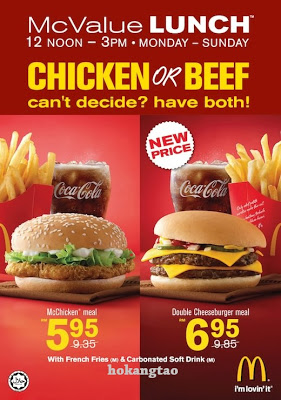 McValue LUNCH™
12 NOON – 3PM • MONDAY – SUNDAY
CHICKEN OR BEEF
can't decide? have both!
NEW
PRICE
Coca-Cola
Coca-Cola
McChicken® meal
RM 5.95
9.35
Double Cheeseburger meal
RM 6.95
9.85
With French Fries (M) & Carbonated Soft Drink (M)
hokangtao
i'm lovin' it®